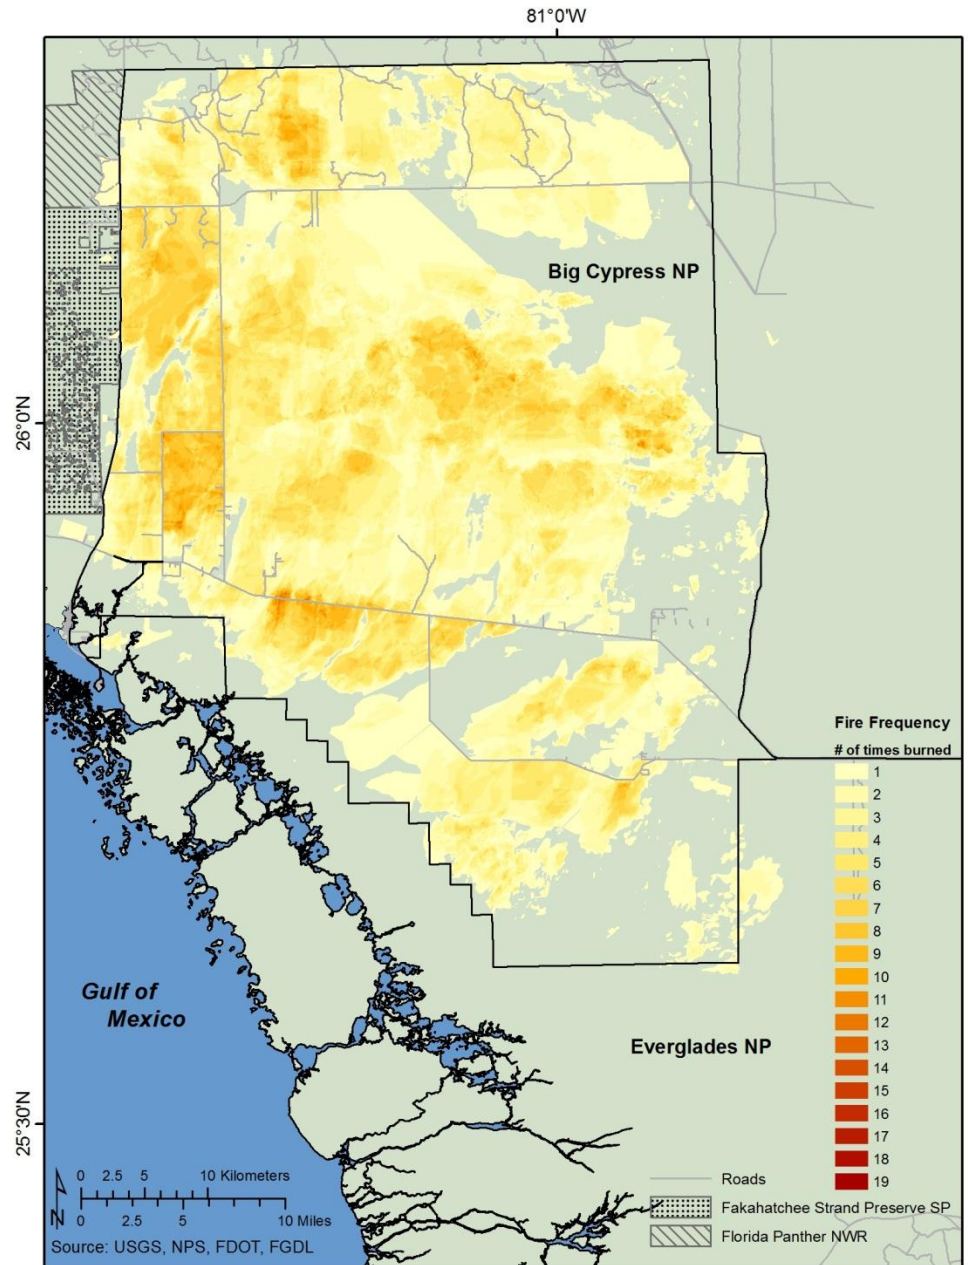 81°0'W
26°0'N
Big Cypress NP
Fire Frequency
# of times burned
1
2
3
4
5
6
7
8
9
10
11
12
13
14
15
16
17
18
19
Gulf of
Mexico
Everglades NP
25°30'N
0 2.5 5 10 Kilometers
0 2.5 5 10 Miles
N
Source: USGS, NPS, FDOT, FGDL
Roads
Fakahatchee Strand Preserve SP
Florida Panther NWR